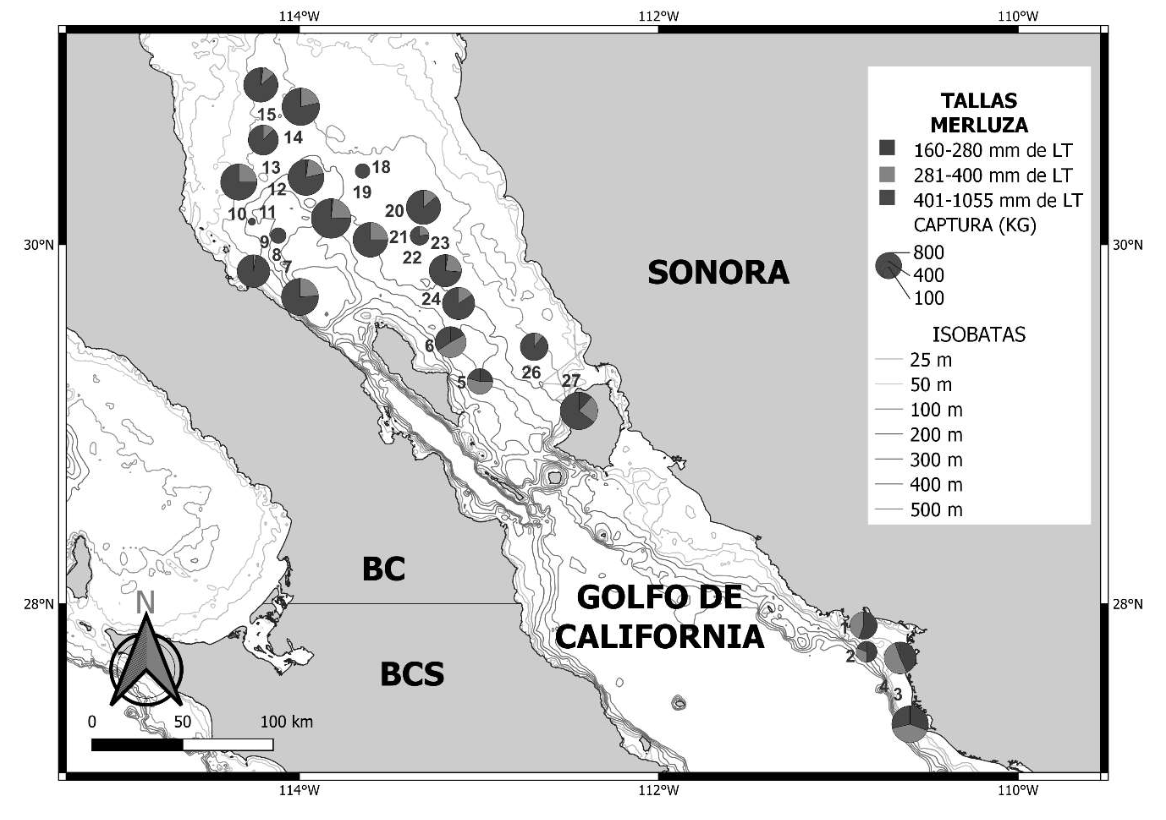 114°W 112°W 110°W
TALLAS
MERLUZA
160-280 mm de LT
281-400 mm de LT
401-1055 mm de LT
CAPTURA (KG)
800
400
100
ISOBATAS
25 m
50 m
100 m
200 m
300 m
400 m
500 m
15
14
13
12
18
19
10
11
20
9
8
7
21
23
22
24
6
5
26
27
30°N
30°N
SONORA
28°N
28°N
BC
BCS
GOLFO DE
CALIFORNIA
1
2
4
3
N
0 50 100 km
114°W 112°W 110°W